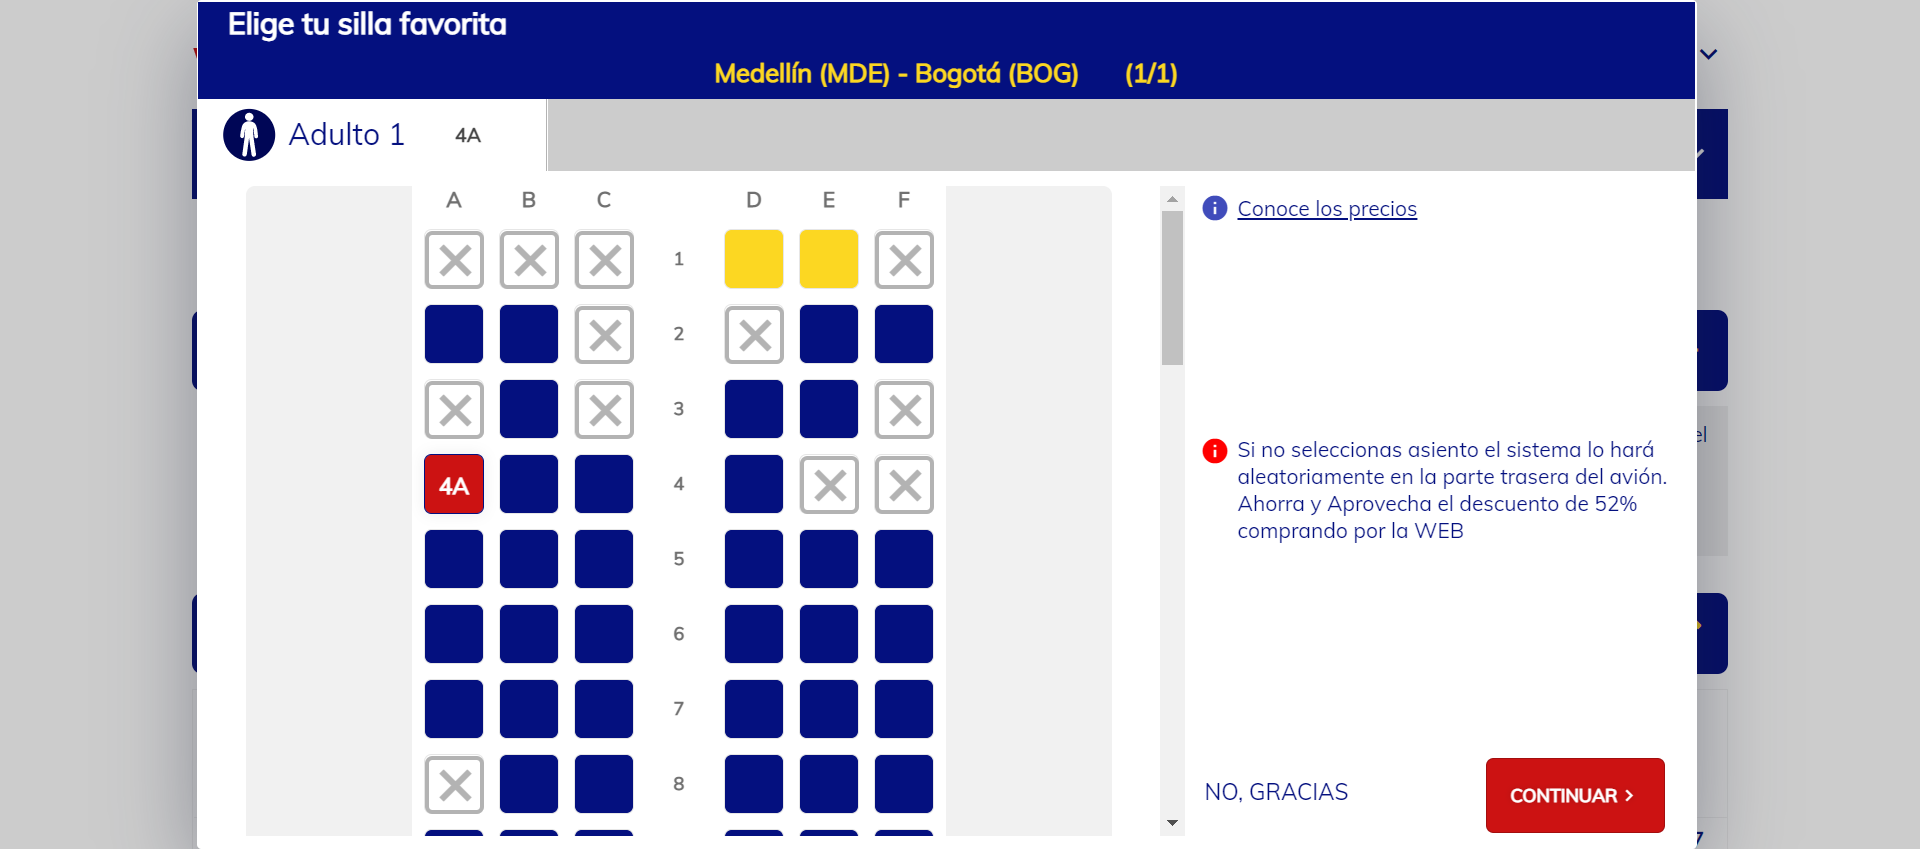 Elige tu silla favorita
Medellín (MDE) - Bogotá (BOG) (1/1)
Adulto 1 4A
A B C D E F
1
2
3
4A 4
5
6
7
8
Conoce los precios
Si no seleccionas asiento el sistema lo hará
aleatoriamente en la parte trasera del avión.
Ahorra y Aprovecha el descuento de 52%
comprando por la WEB
NO, GRACIAS
CONTINUAR
el
7